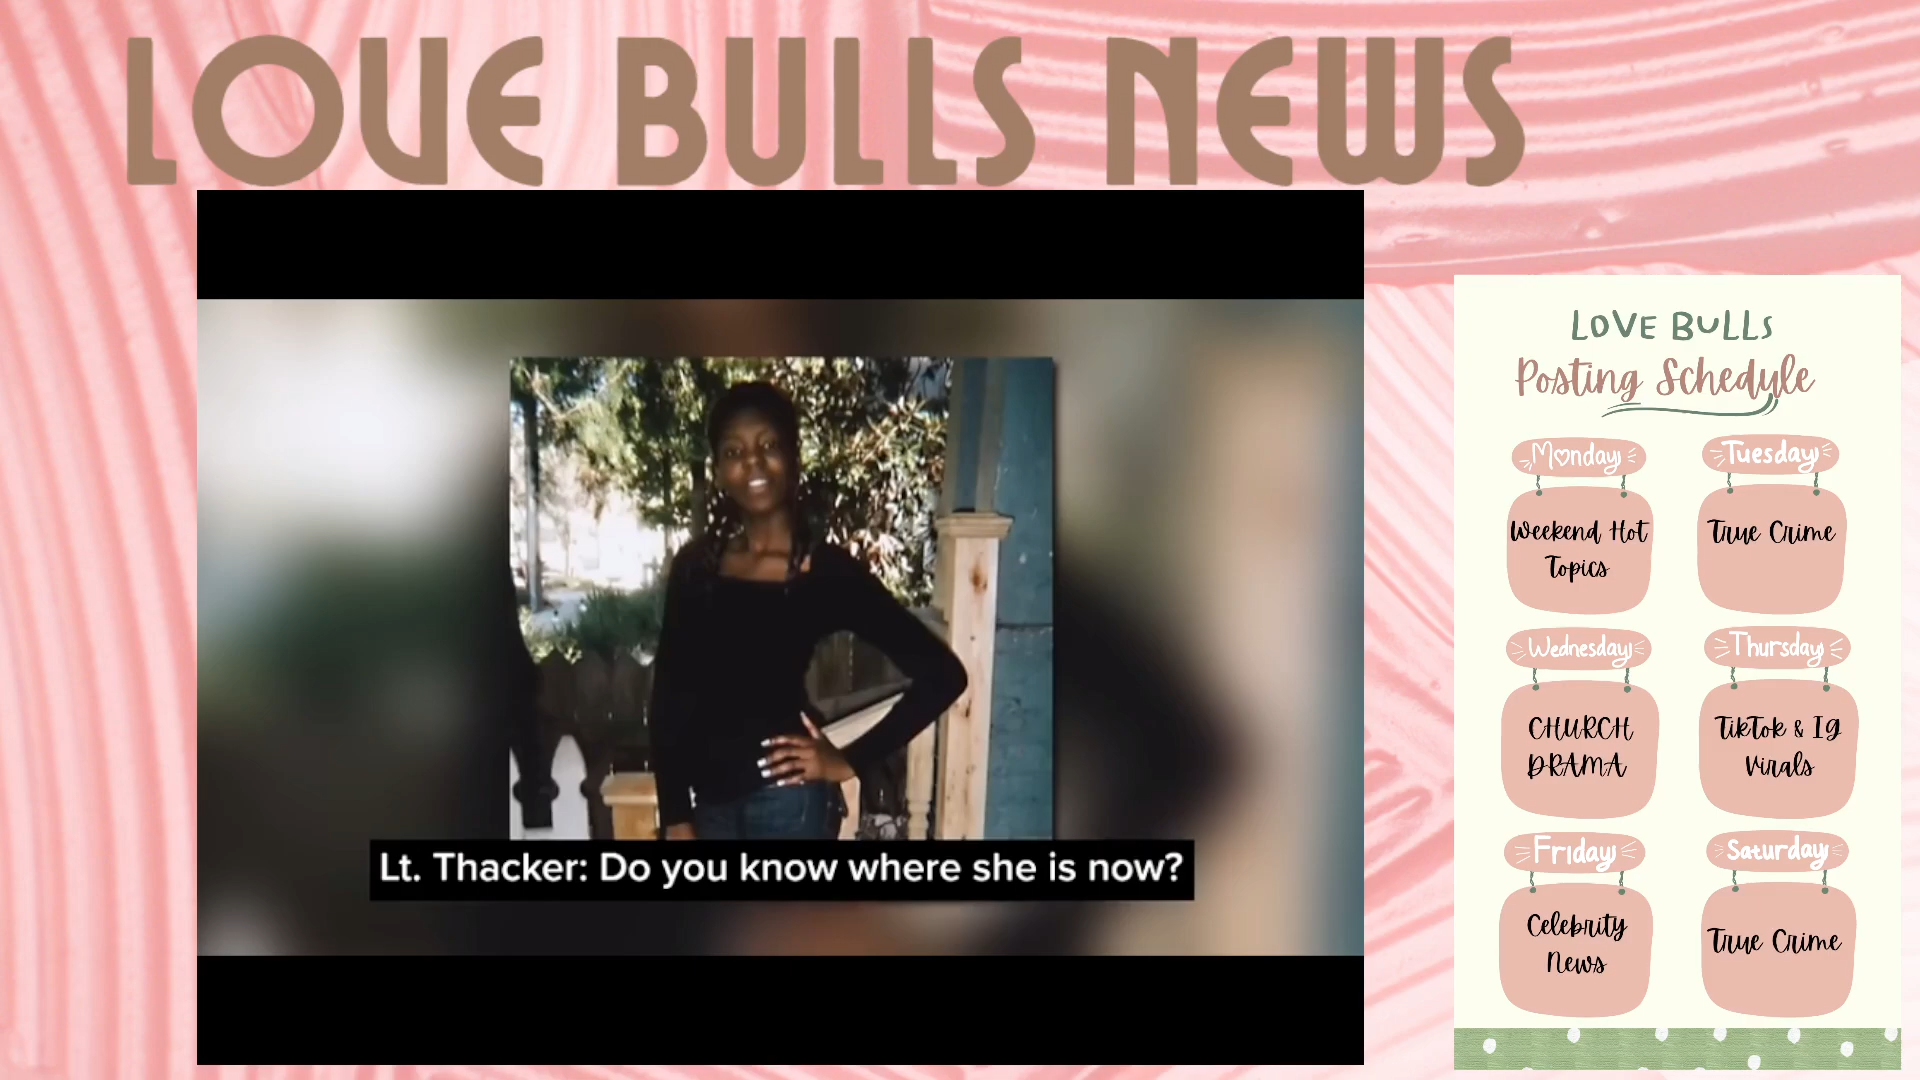 LOVE BULLS NEWS
Lt. Thacker: Do you know where she is now?
LOVE BULLS
Posting Schedule
Monday
Weekend Hot
Topics
Tuesday
True Crime
Wednesday
CHURCH
DRAMA
Thursday
TikTok & IG
Virals
Friday
Celebrity
News
Saturday
True Crime